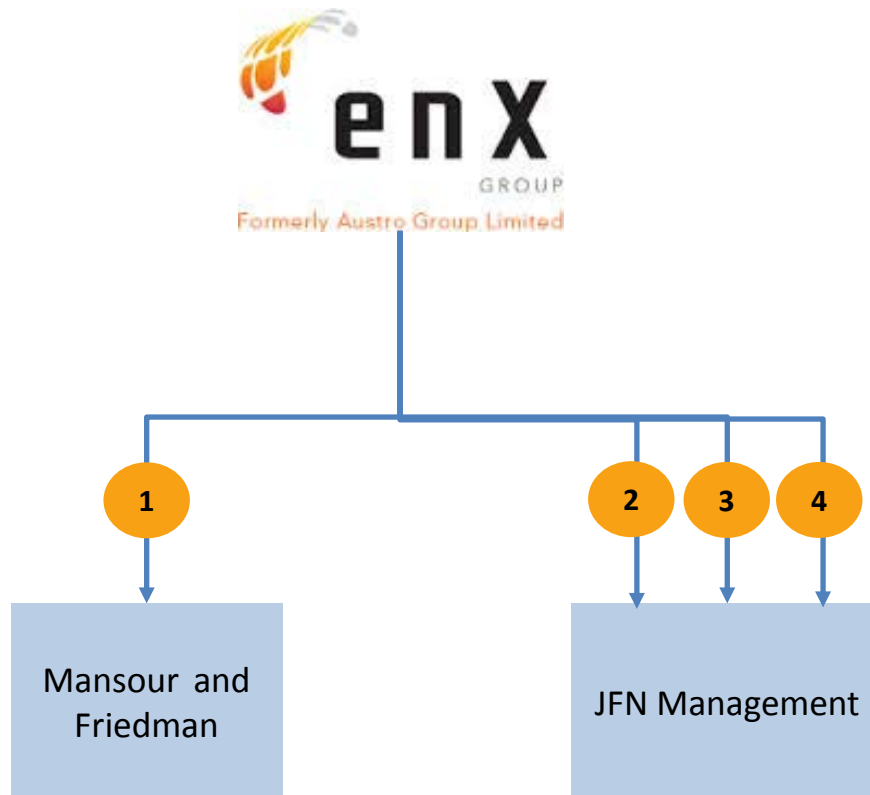 enX
GROUP
Formerly Austro Group Limited
1
2
3
4
Mansour and
Friedman
JFN Management